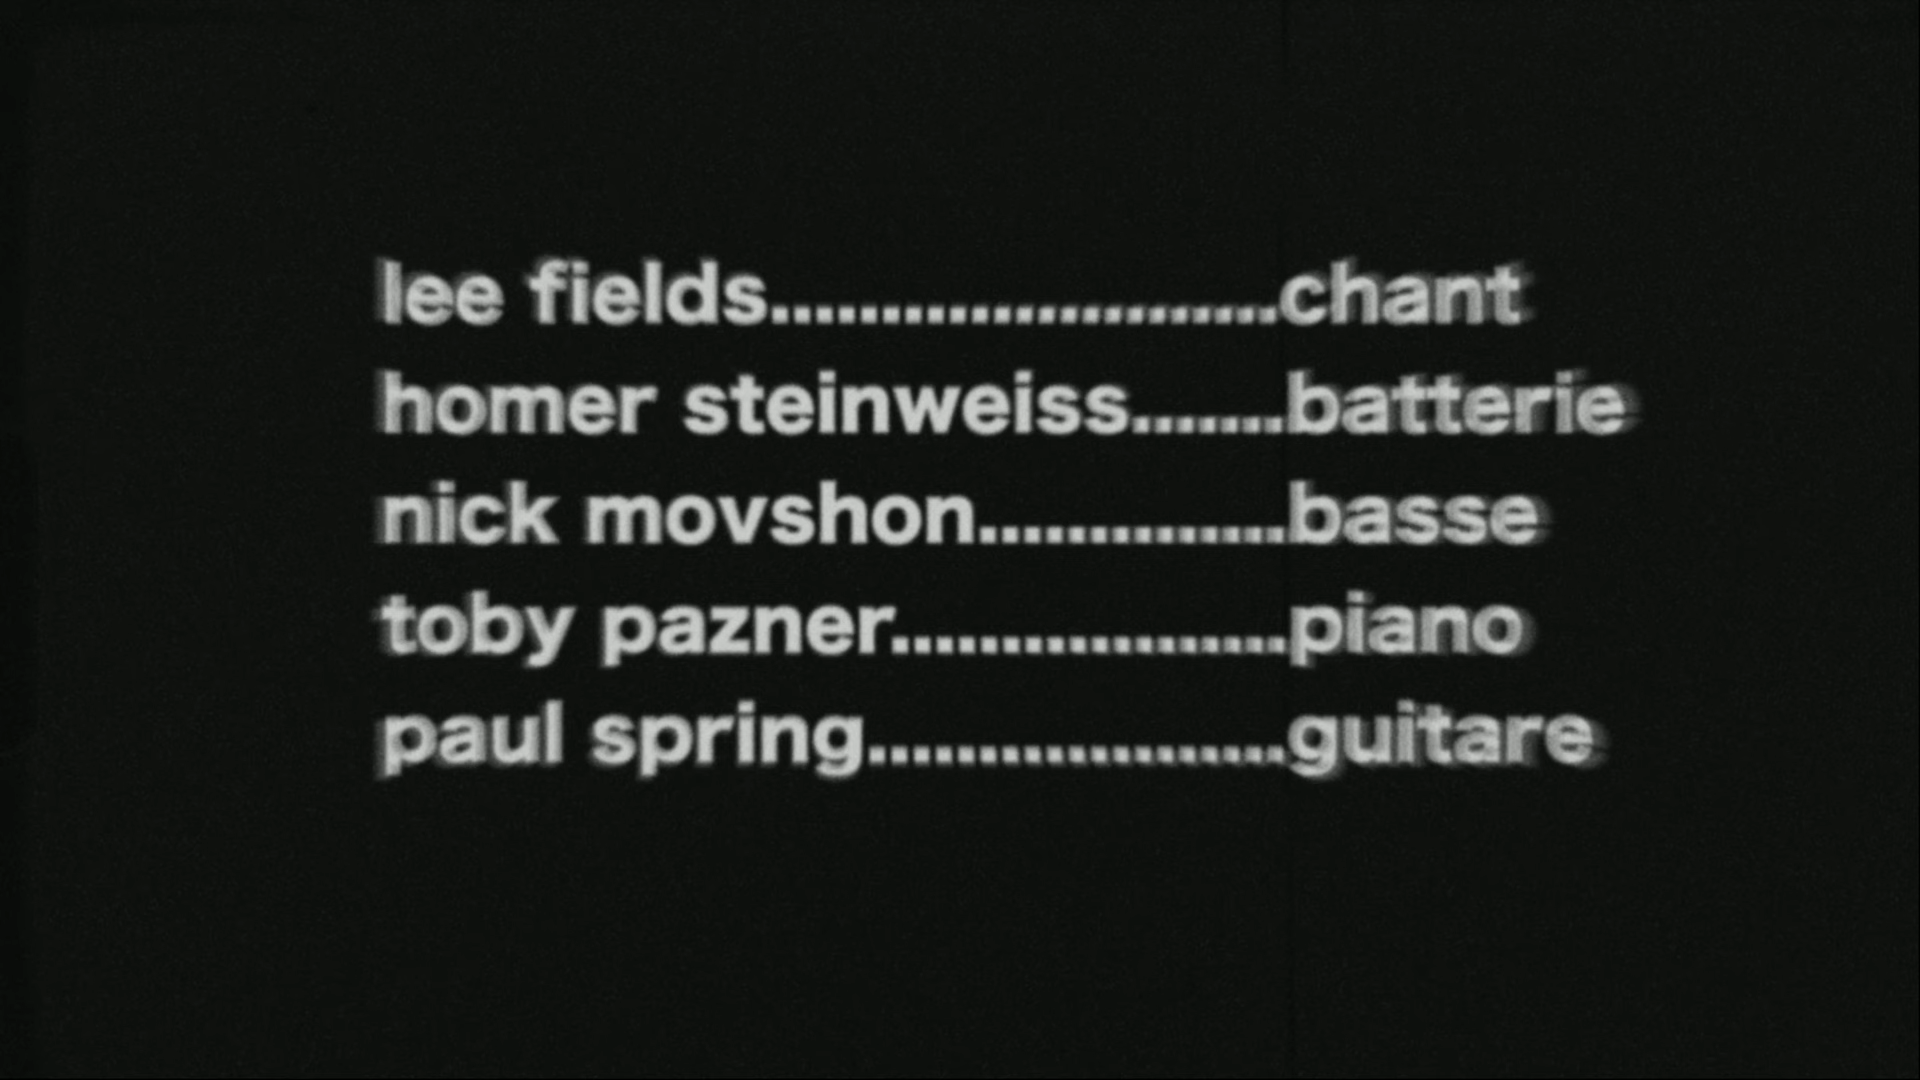 lee fields.......................chant
homer steinweiss.......batterie
nick movshon..............basse
toby pazner..................piano
paul spring...................guitare